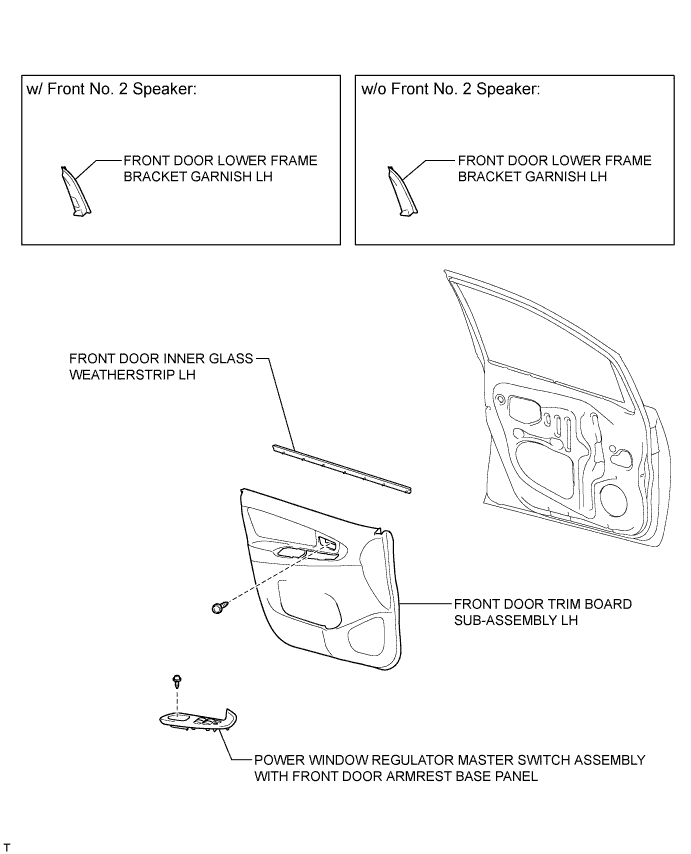 w/ Front No. 2 Speaker:
FRONT DOOR LOWER FRAME
BRACKET GARNISH LH
w/o Front No. 2 Speaker:
FRONT DOOR LOWER FRAME
BRACKET GARNISH LH
FRONT DOOR INNER GLASS
WEATHERSTRIP LH
FRONT DOOR TRIM BOARD
SUB-ASSEMBLY LH
POWER WINDOW REGULATOR MASTER SWITCH ASSEMBLY
WITH FRONT DOOR ARMREST BASE PANEL
T